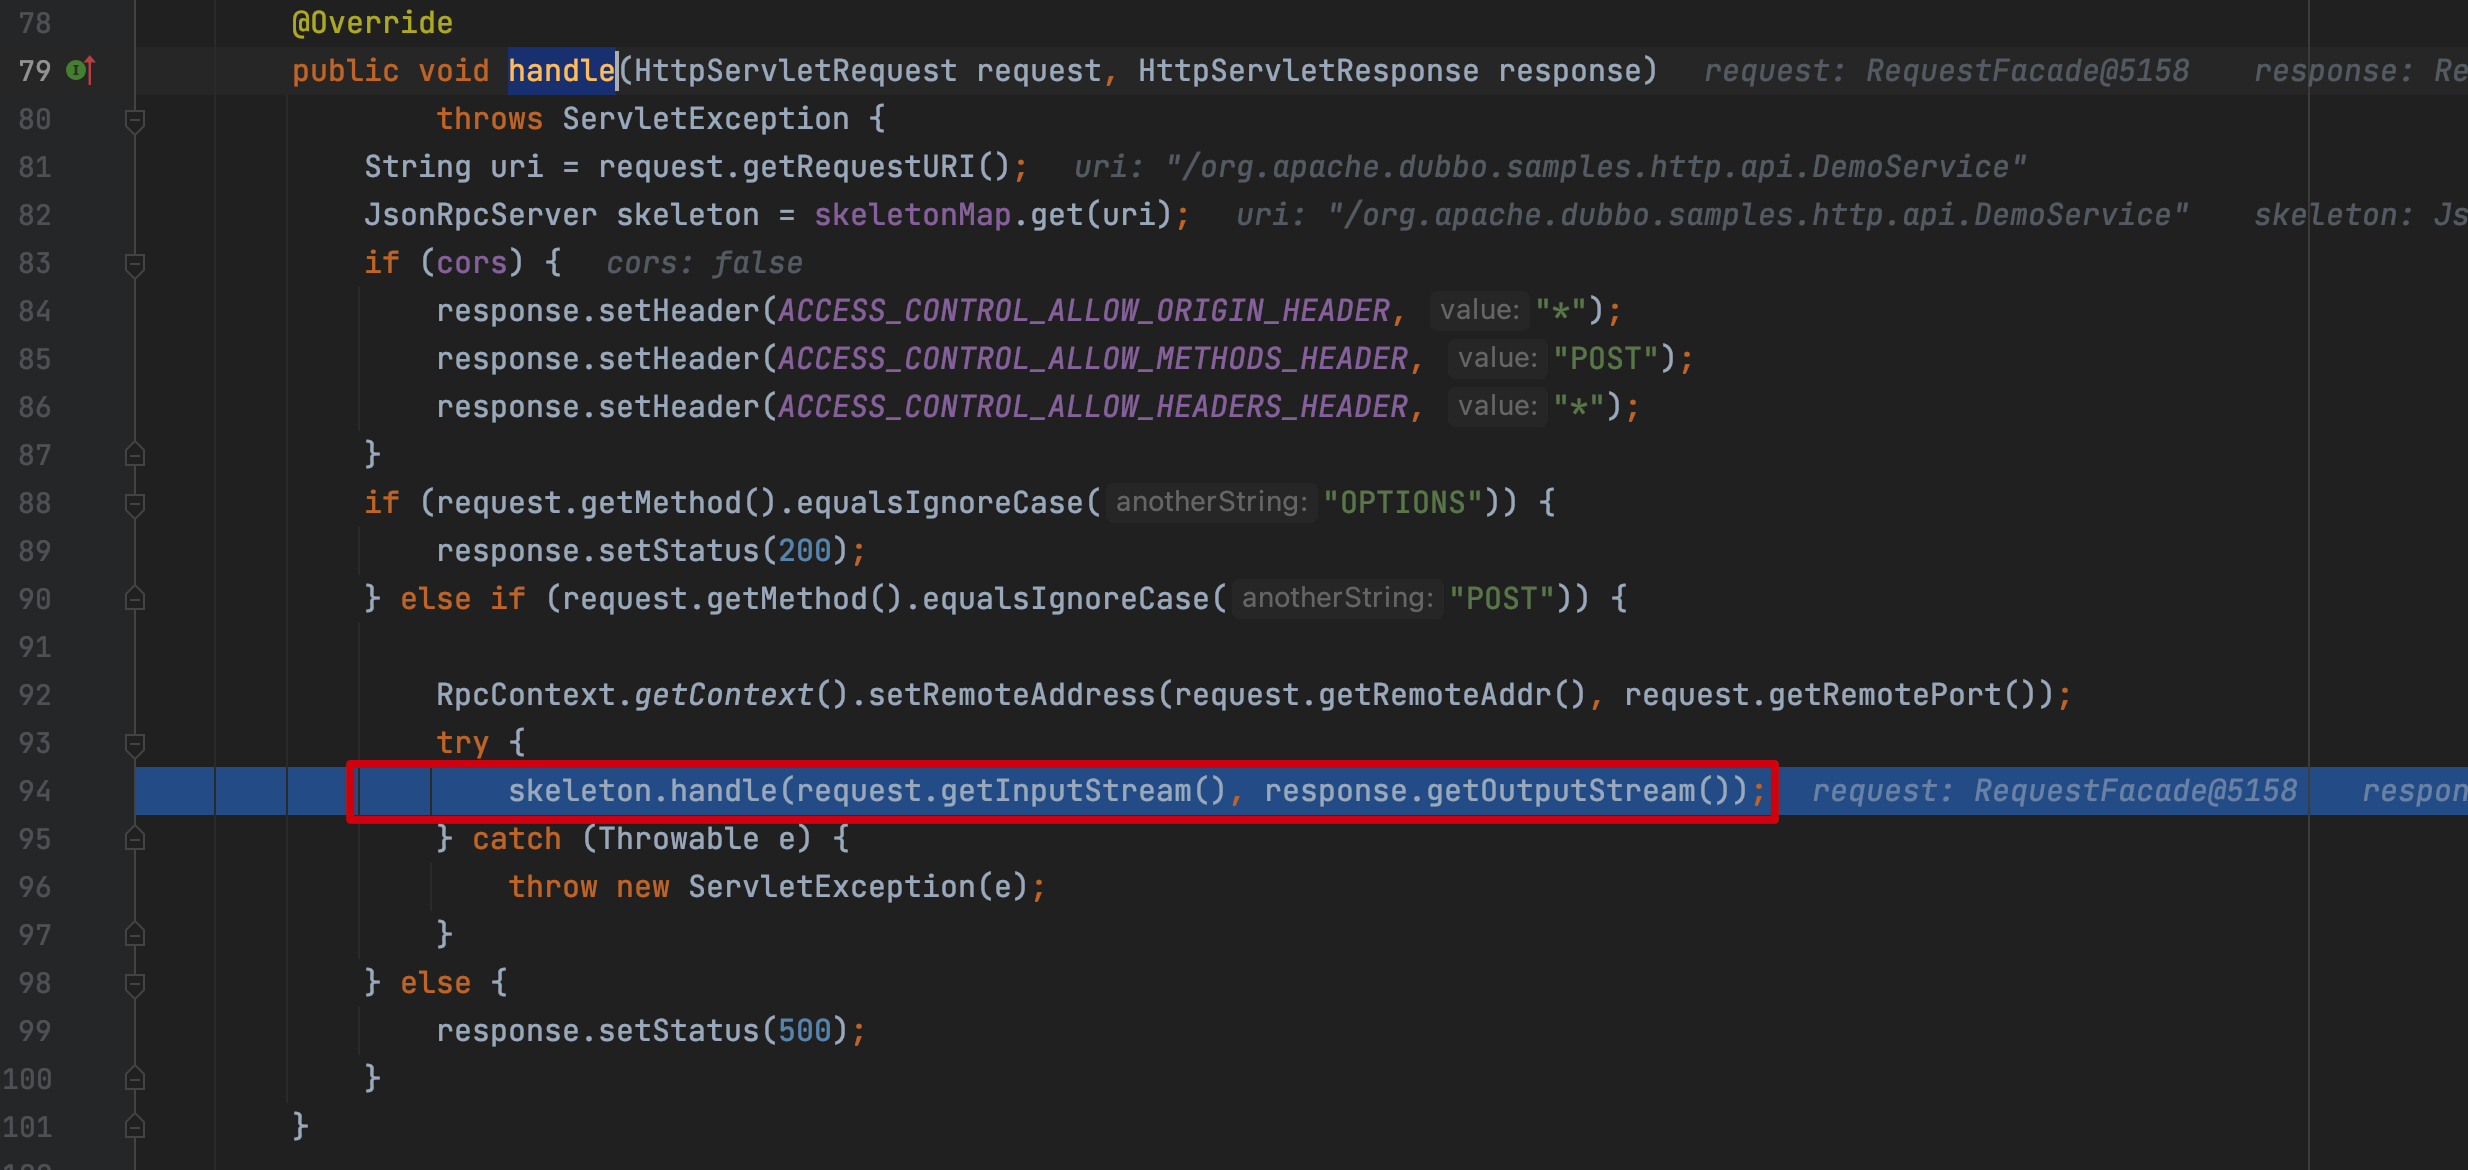 78 @Override
79 public void handle(HttpServletRequest request, HttpServletResponse response) request: RequestFacade@5158 response: Re
80 throws ServletException {
81 String uri = request.getRequestURI(); uri: "/org.apache.dubbo.samples.http.api.DemoService"
82 JsonRpcServer skeleton = skeletonMap.get(uri); uri: "/org.apache.dubbo.samples.http.api.DemoService" skeleton: Js
83 if (cors) { cors: false
84 response.setHeader(ACCESS_CONTROL_ALLOW_ORIGIN_HEADER, value: "*");
85 response.setHeader(ACCESS_CONTROL_ALLOW_METHODS_HEADER, value: "POST");
86 response.setHeader(ACCESS_CONTROL_ALLOW_HEADERS_HEADER, value: "*");
87 }
88 if (request.getMethod().equalsIgnoreCase( anotherString: "OPTIONS")) {
89 response.setStatus(200);
90 } else if (request.getMethod().equalsIgnoreCase( anotherString: "POST")) {
91
92 RpcContext.getContext().setRemoteAddress(request.getRemoteAddr(), request.getRemotePort());
93 try {
94 skeleton.handle(request.getInputStream(), response.getOutputStream()); request: RequestFacade@5158 respon
95 } catch (Throwable e) {
96 throw new ServletException(e);
97 }
98 } else {
99 response.setStatus(500);
100 }
101 }